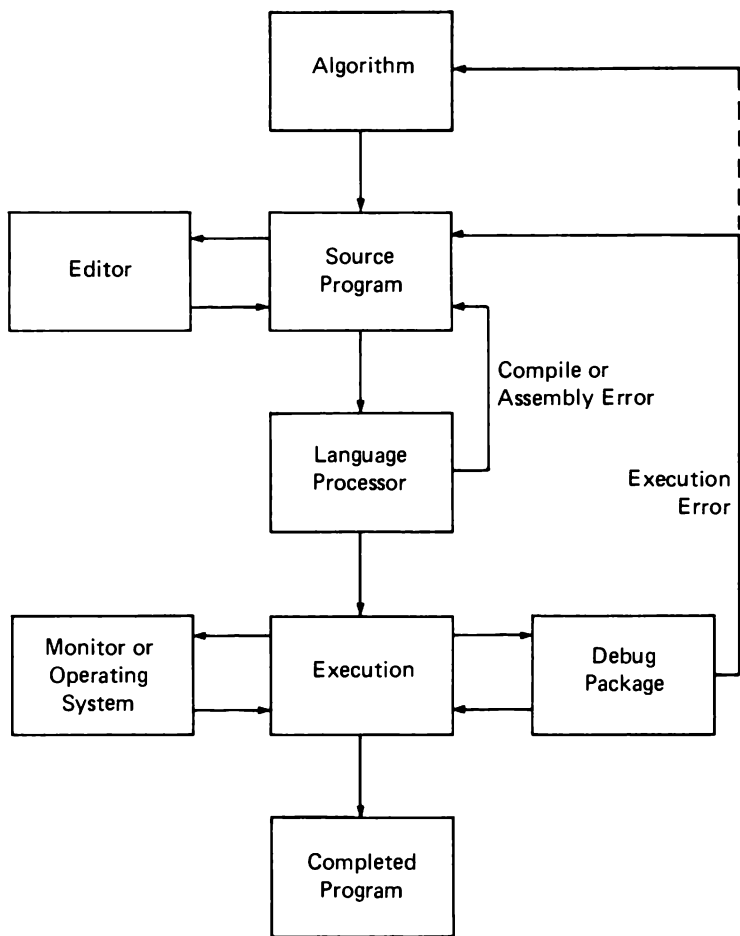 Algorithm
Editor
Source
Program
Compile or
Assembly Error
Language
Processor
Execution
Error
Monitor or
Operating
System
Execution
Debug
Package
Completed
Program